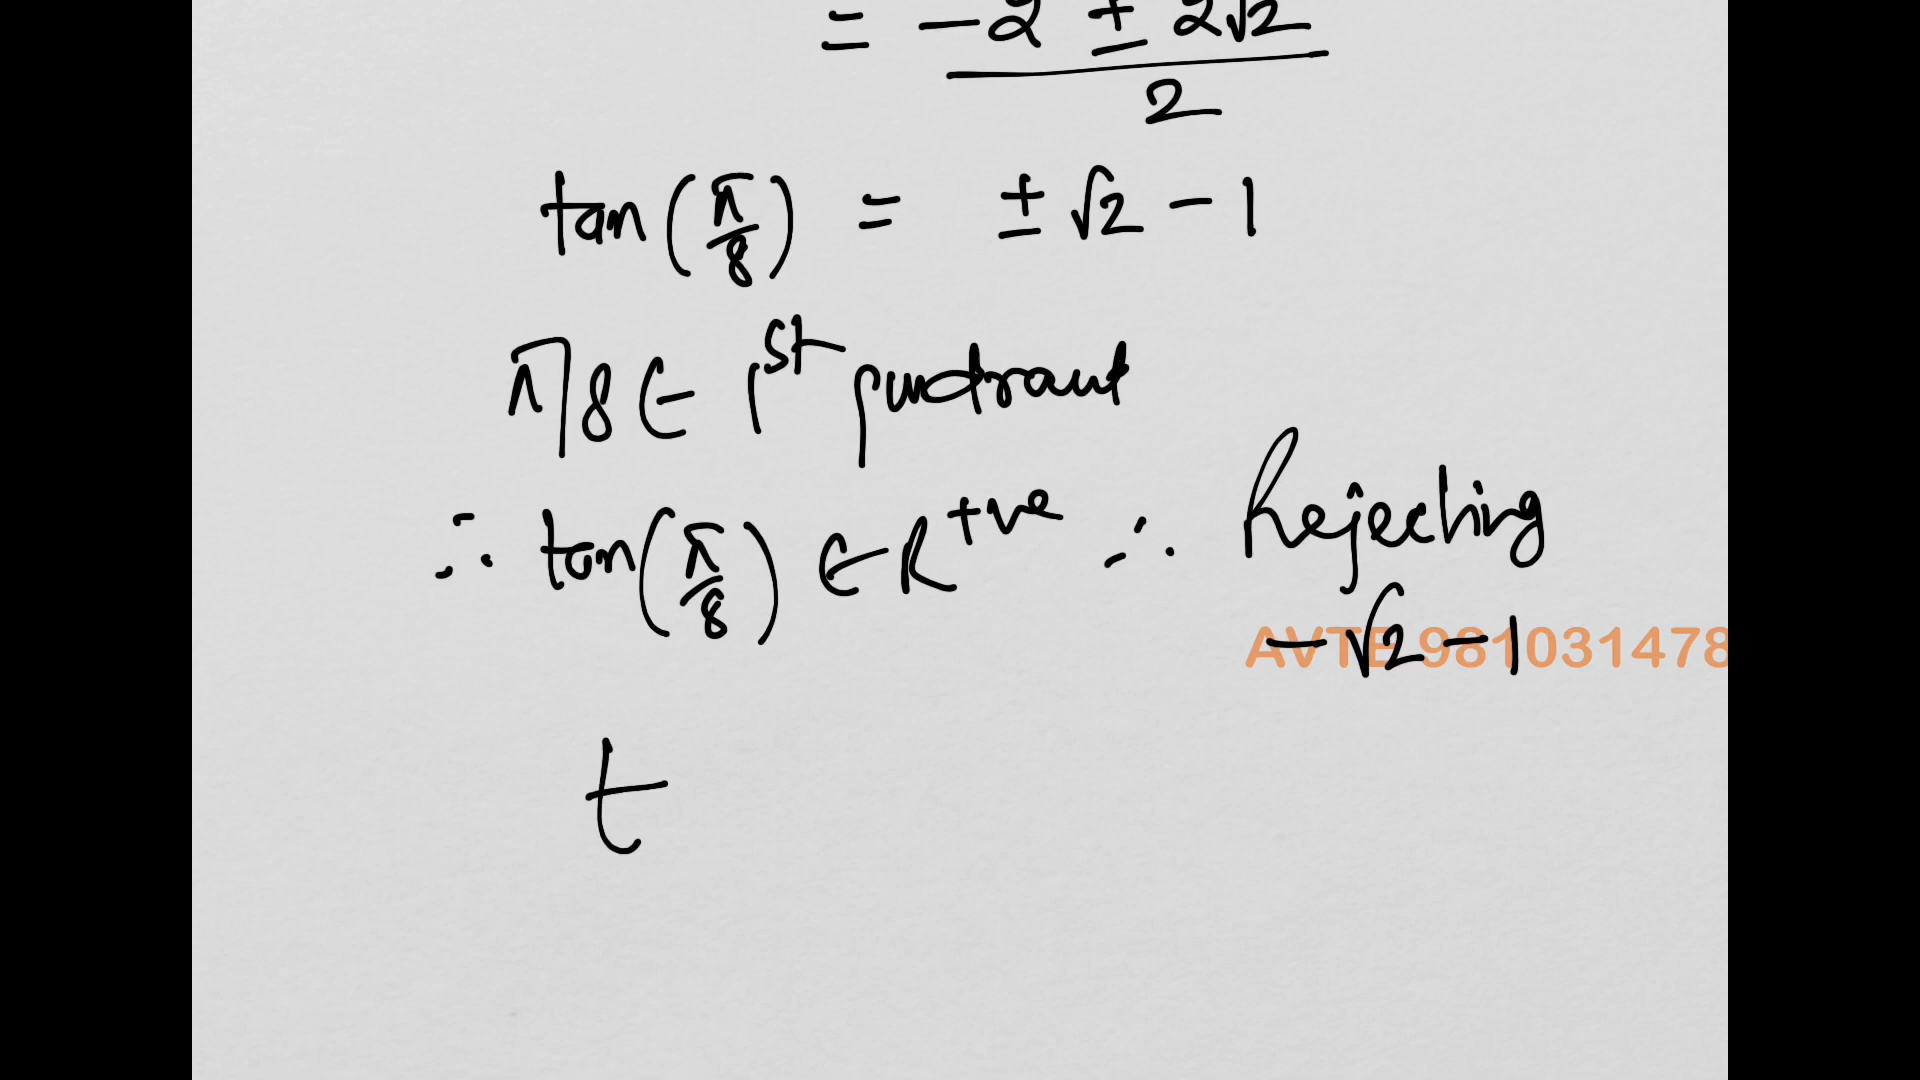 = -2 ± 2√2
2
tan(π/8) = ± √2 - 1
π/8 ∈ 1st quadrant
∴ tan(π/8) ∈ R+ve ∴ Rejecting
-√2 - 1
AVTE 981031478
t